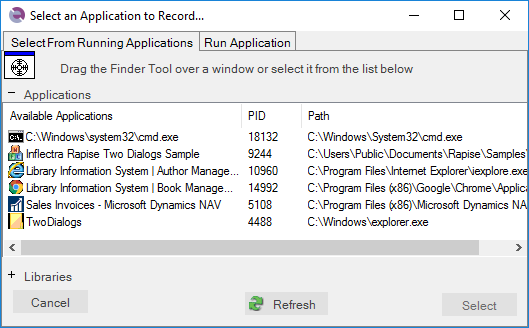 Select an Application to Record...
Select From Running Applications Run Application
Drag the Finder Tool over a window or select it from the list below
Applications
Available Applications PID Path
C:\Windows\system32\cmd.exe 18132 C:\Windows\System32\cmd.exe
Inflectra Rapise Two Dialogs Sample 9244 C:\Users\Public\Documents\Rapise\Samples\
Library Information System | Author Manage... 10960 C:\Program Files\Internet Explorer\iexplore.exe
Library Information System | Book Manage... 14992 C:\Program Files (x86)\Google\Chrome\Applica
Sales Invoices - Microsoft Dynamics NAV 5108 C:\Program Files (x86)\Microsoft Dynamics NA
TwoDialogs 4488 C:\Windows\explorer.exe
Libraries
Cancel Refresh Select